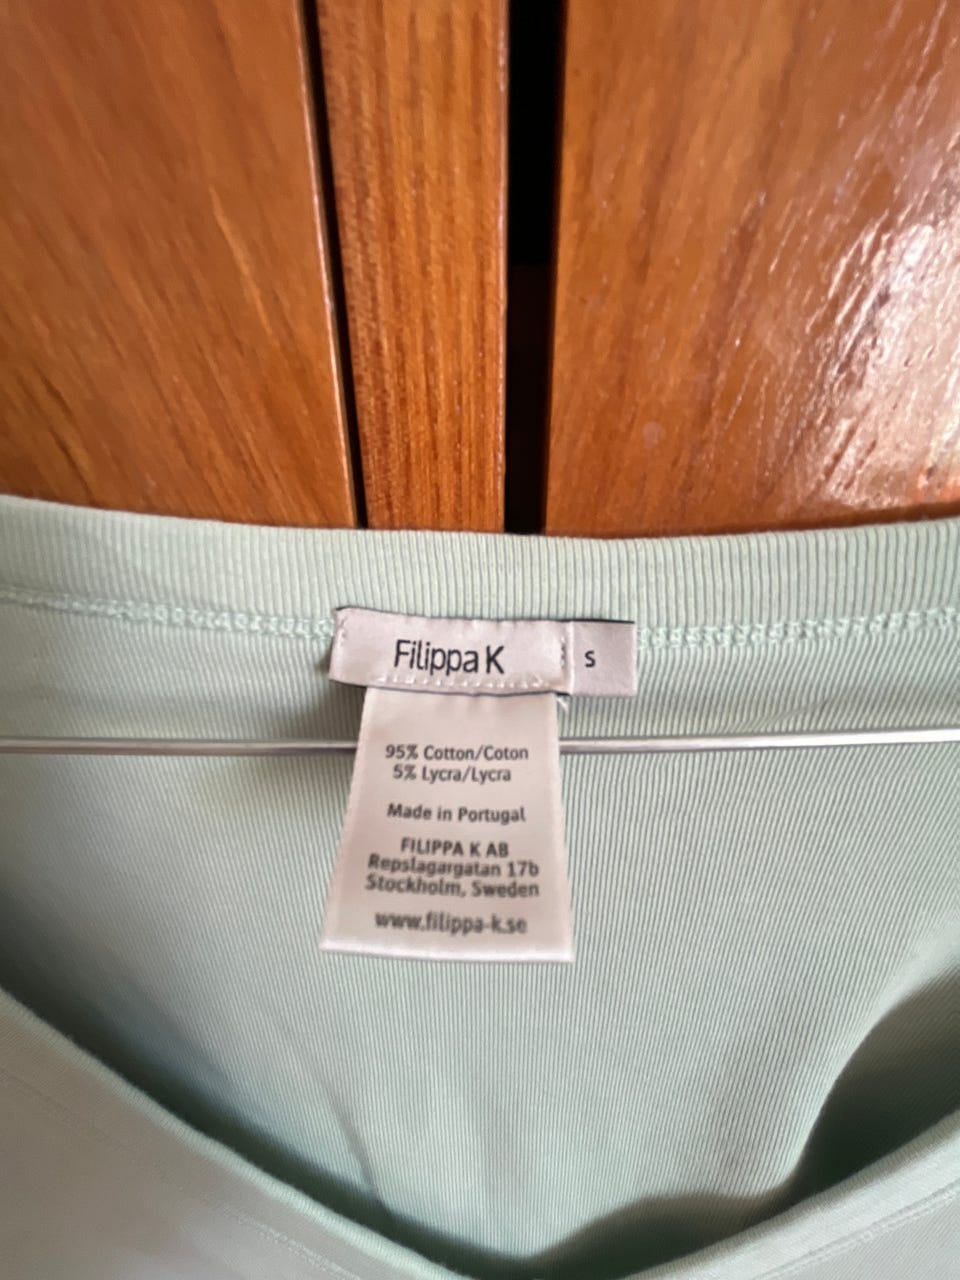 Filippa K
S
95% Cotton/Coton
5% Lycra/Lycra
Made in Portugal
FILIPPA K AB
Repslagargatan 17b
Stockholm, Sweden
www.filippa-k.se